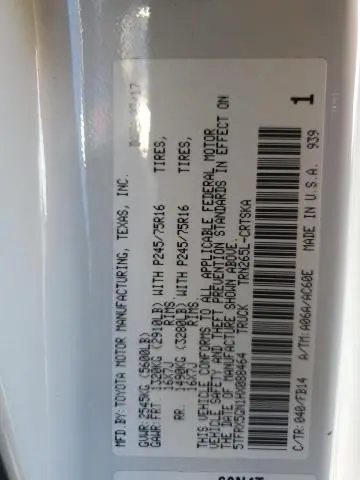 MFD.BY:TOYOTA MOTOR MANUFACTURING, TEXAS, INC. /17
GVWR: 2545KG (5600LB)
GAWR: FRT. 1320KG (2910LB) WITH P245/75R16 TIRES,
16X7J RIMS
RR. 1490KG (3280LB) WITH P245/75R16 TIRES,
16X7J RIMS
THIS VEHICLE CONFORMS TO ALL APPLICABLE FEDERAL MOTOR
VEHICLE SAFETY AND THEFT PREVENTION STANDARDS IN EFFECT ON
THE DATE OF MANUFACTURE SHOWN ABOVE.
TRUCK TRN265L-CRTSKA
C/TR: 040/FB14
A/TM: A06A/AC60E MADE IN U.S.A. 939
1